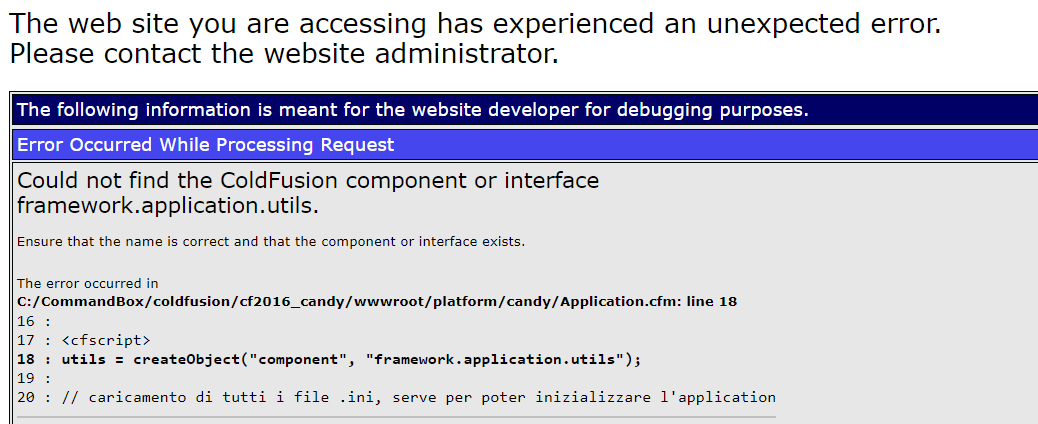 The web site you are accessing has experienced an unexpected error.
Please contact the website administrator.
The following information is meant for the website developer for debugging purposes.
Error Occurred While Processing Request
Could not find the ColdFusion component or interface
framework.application.utils.
Ensure that the name is correct and that the component or interface exists.
The error occurred in
C:/CommandBox/coldfusion/cf2016_candy/wwwroot/platform/candy/Application.cfm: line 18
16 :
17 : <cfscript>
18 : utils = createObject("component", "framework.application.utils");
19 :
20 : // caricamento di tutti i file .ini, serve per poter inizializzare l'application